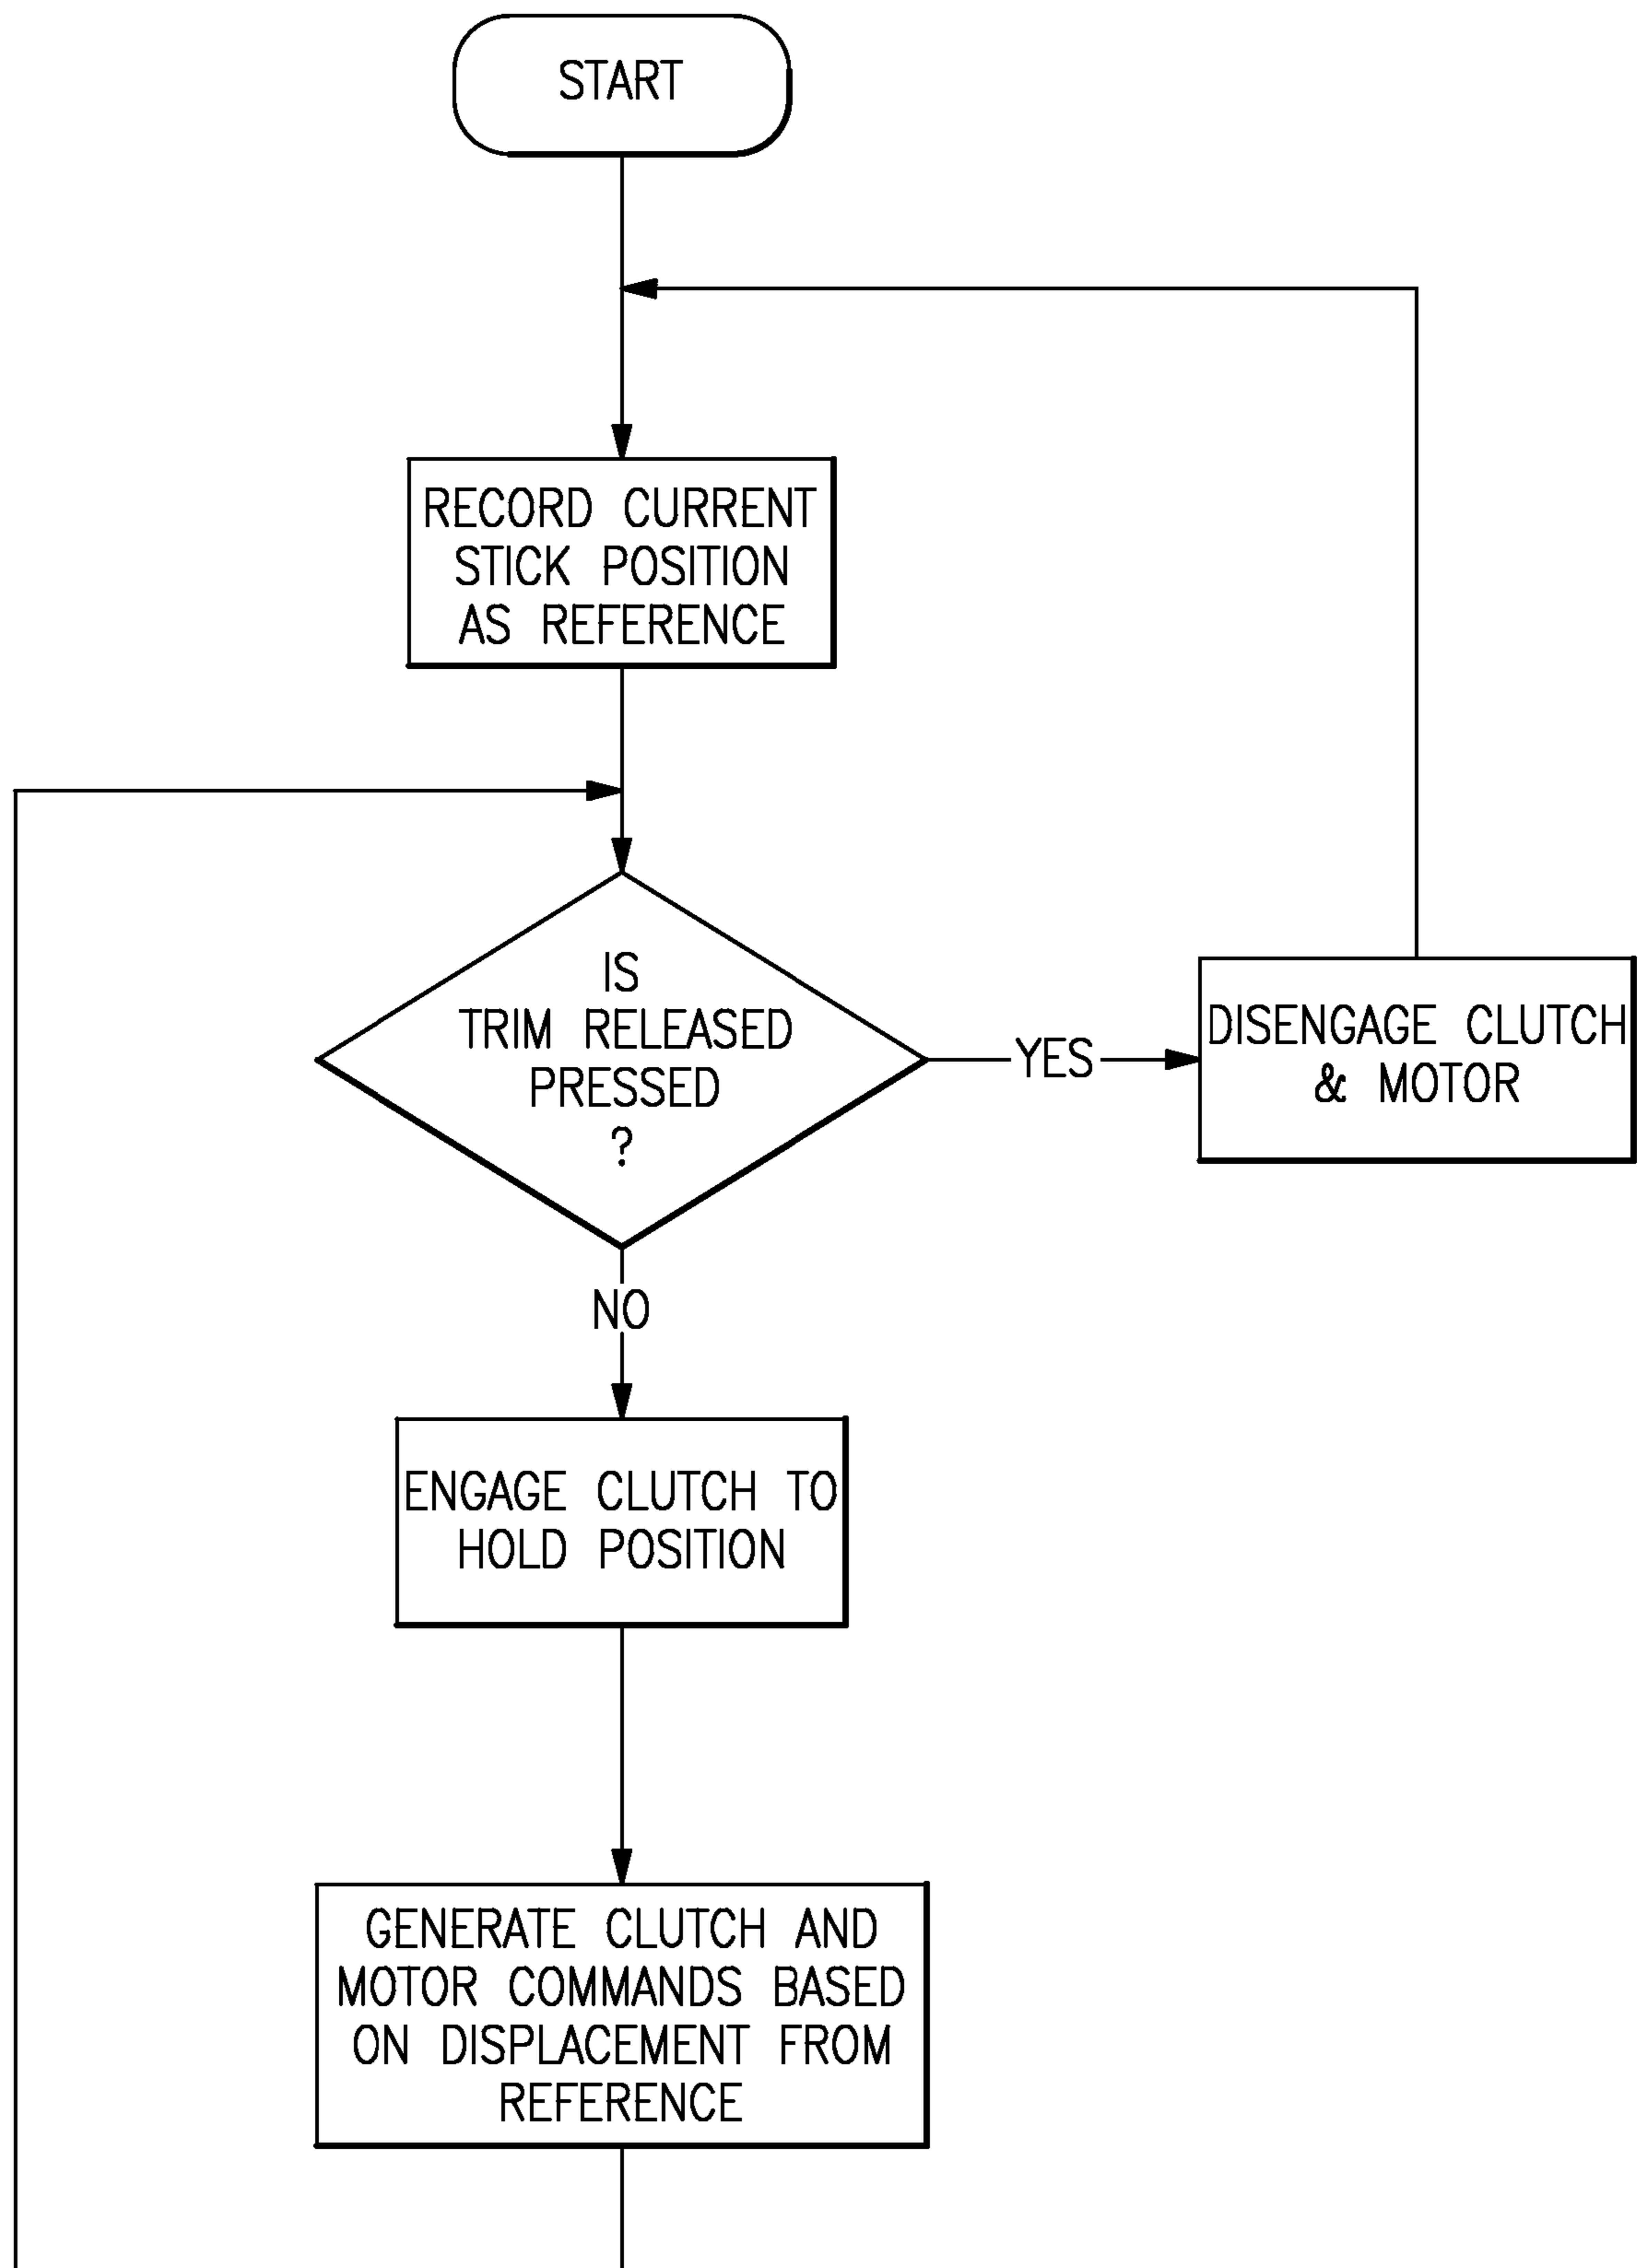 START
RECORD CURRENT
STICK POSITION
AS REFERENCE
IS
TRIM RELEASED
PRESSED
?
YES
DISENGAGE CLUTCH
& MOTOR
NO
ENGAGE CLUTCH TO
HOLD POSITION
GENERATE CLUTCH AND
MOTOR COMMANDS BASED
ON DISPLACEMENT FROM
REFERENCE